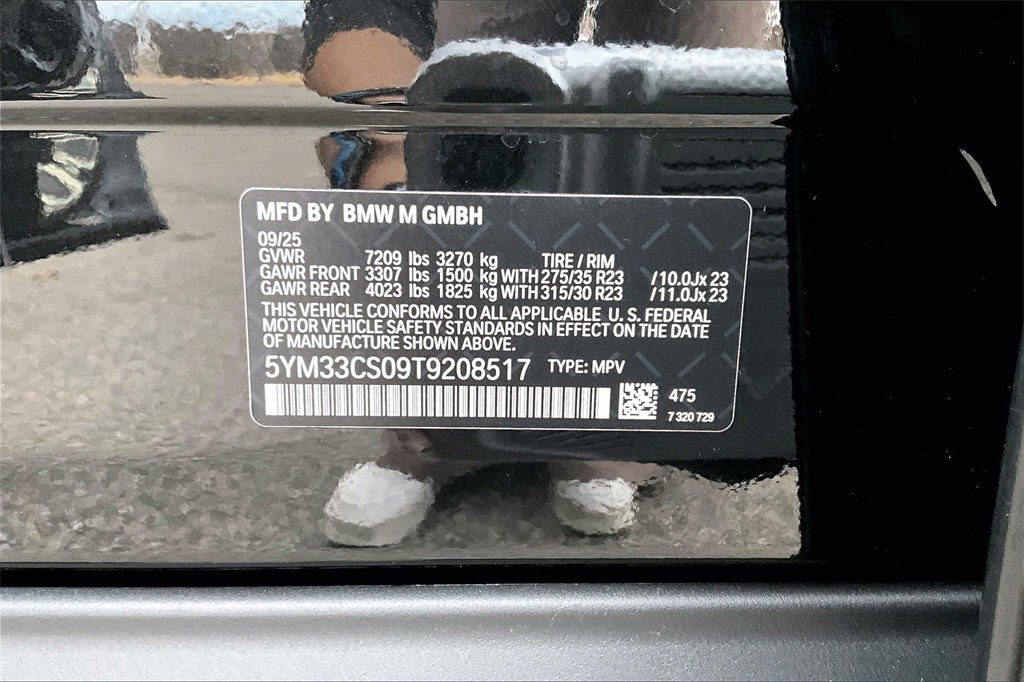 MFD BY BMW M GMBH
09/25
GVWR 7209 lbs 3270 kg TIRE / RIM
GAWR FRONT 3307 lbs 1500 kg WITH 275/35 R23 /10.0Jx 23
GAWR REAR 4023 lbs 1825 kg WITH 315/30 R23 /11.0Jx 23
THIS VEHICLE CONFORMS TO ALL APPLICABLE U. S. FEDERAL
MOTOR VEHICLE SAFETY STANDARDS IN EFFECT ON THE DATE
OF MANUFACTURE SHOWN ABOVE.
5YM33CS09T9208517 TYPE: MPV
475
7 320 729